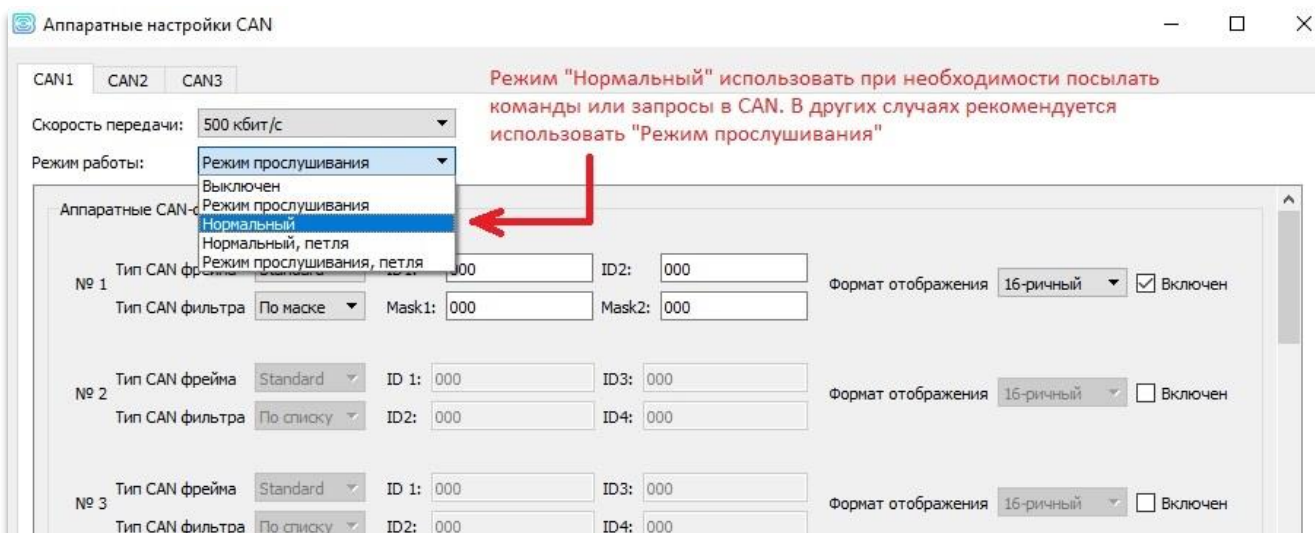 Аппаратные настройки CAN
CAN1 CAN2 CAN3
Режим "Нормальный" использовать при необходимости посылать
команды или запросы в CAN. В других случаях рекомендуется
использовать "Режим прослушивания"
Скорость передачи: 500 кбит/с
Режим работы: Режим прослушивания
Выключен
Режим прослушивания
Нормальный
Нормальный, петля
Режим прослушивания, петля
Аппаратные CAN-
№ 1
Тип CAN 000 ID2: 000
Тип CAN фильтра По маске Mask1: 000 Mask2: 000
Формат отображения 16-ричный Включен
№ 2
Тип CAN фрейма Standard ID 1: 000 ID3: 000
Тип CAN фильтра По списку ID2: 000 ID4: 000
Формат отображения 16-ричный Включен
№ 3
Тип CAN фрейма Standard ID 1: 000 ID3: 000
Тип CAN фильтра По списку ID2: 000 ID4: 000
Формат отображения 16-ричный Включен